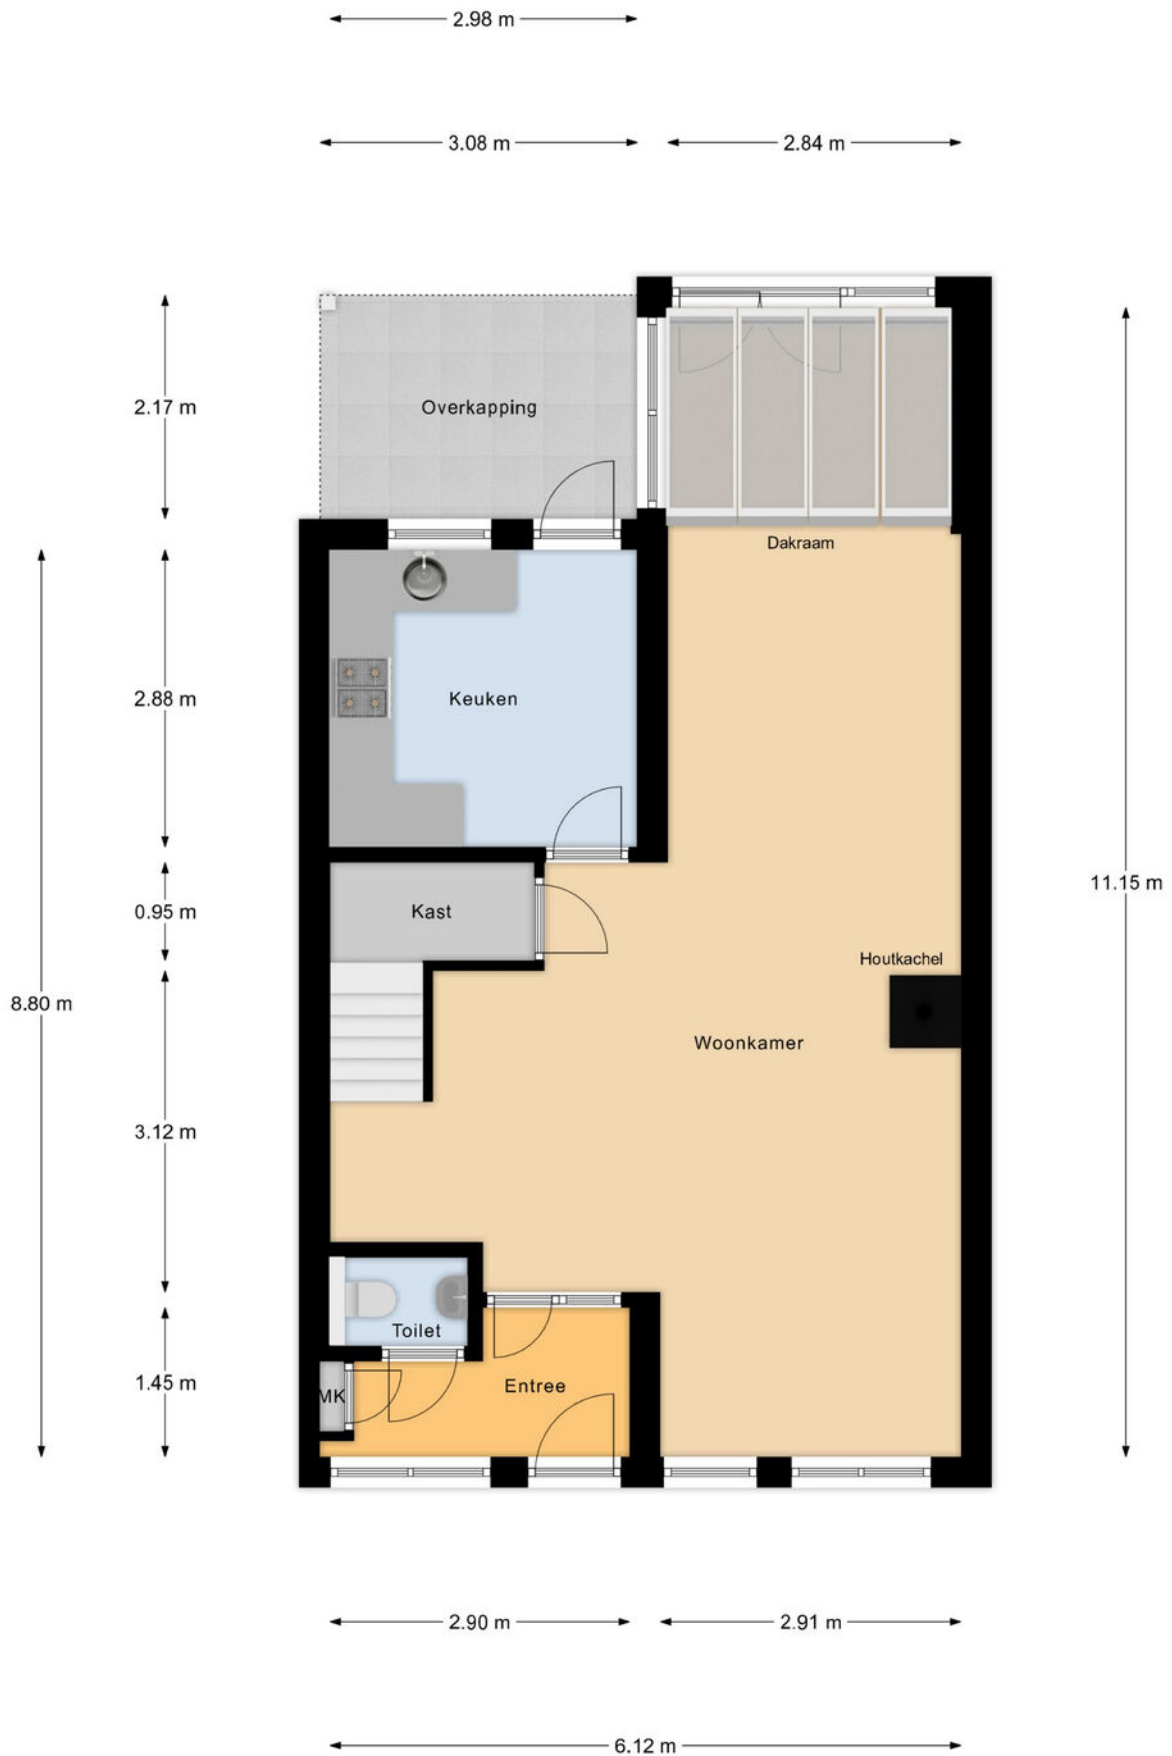 2.98 m
3.08 m
2.84 m
Overkapping
2.17 m
Dakraam
Keuken
2.88 m
11.15 m
Kast
0.95 m
Houtkachel
8.80 m
Woonkamer
3.12 m
Toilet
1.45 m
Entree
MK
2.90 m
2.91 m
6.12 m